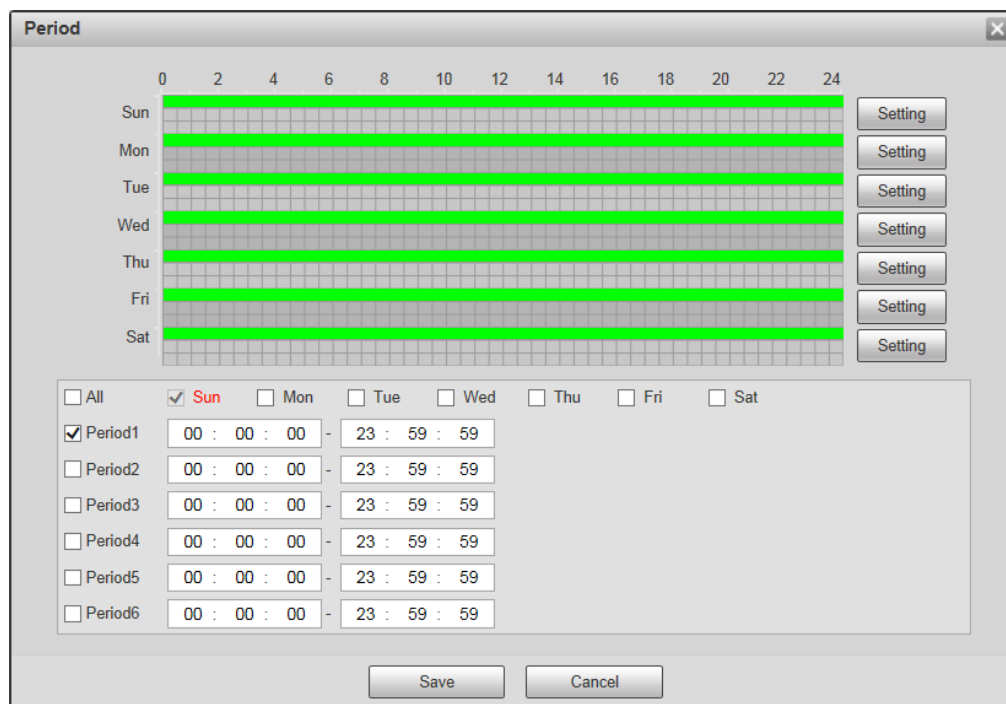 Period
0 2 4 6 8 10 12 14 16 18 20 22 24
Sun Setting
Mon Setting
Tue Setting
Wed Setting
Thu Setting
Fri Setting
Sat Setting
All Sun Mon Tue Wed Thu Fri Sat
Period1 00 : 00 : 00 - 23 : 59 : 59
Period2 00 : 00 : 00 - 23 : 59 : 59
Period3 00 : 00 : 00 - 23 : 59 : 59
Period4 00 : 00 : 00 - 23 : 59 : 59
Period5 00 : 00 : 00 - 23 : 59 : 59
Period6 00 : 00 : 00 - 23 : 59 : 59
Save Cancel